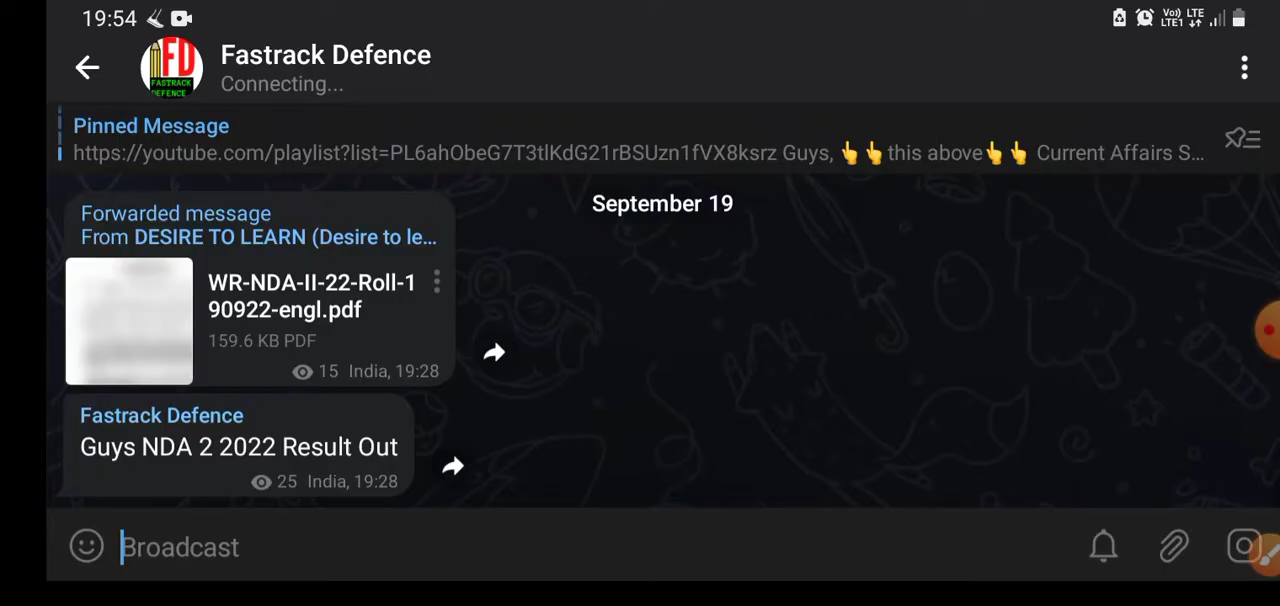 19:54
Vo) LTE
LTE1
FD
FASTRACK
DEFENCE
Fastrack Defence
Connecting...
Pinned Message
https://youtube.com/playlist?list=PL6ahObeG7T3tlKdG21rBSUzn1fVX8ksrz Guys, 👆👆this above👆👆 Current Affairs S...
September 19
Forwarded message
From DESIRE TO LEARN (Desire to le...
WR-NDA-II-22-Roll-1
90922-engl.pdf
159.6 KB PDF
15 India, 19:28
Fastrack Defence
Guys NDA 2 2022 Result Out
25 India, 19:28
Broadcast